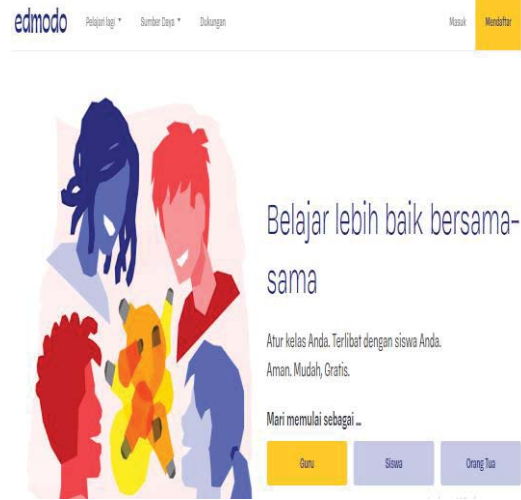 edmodo Pelajari lagi Sumber Daya Dukungan Masuk Mendaftar
Belajar lebih baik bersama-
sama
Atur kelas Anda. Terlibat dengan siswa Anda.
Aman. Mudah, Gratis.
Mari memulai sebagai ...
Guru Siswa Orang Tua